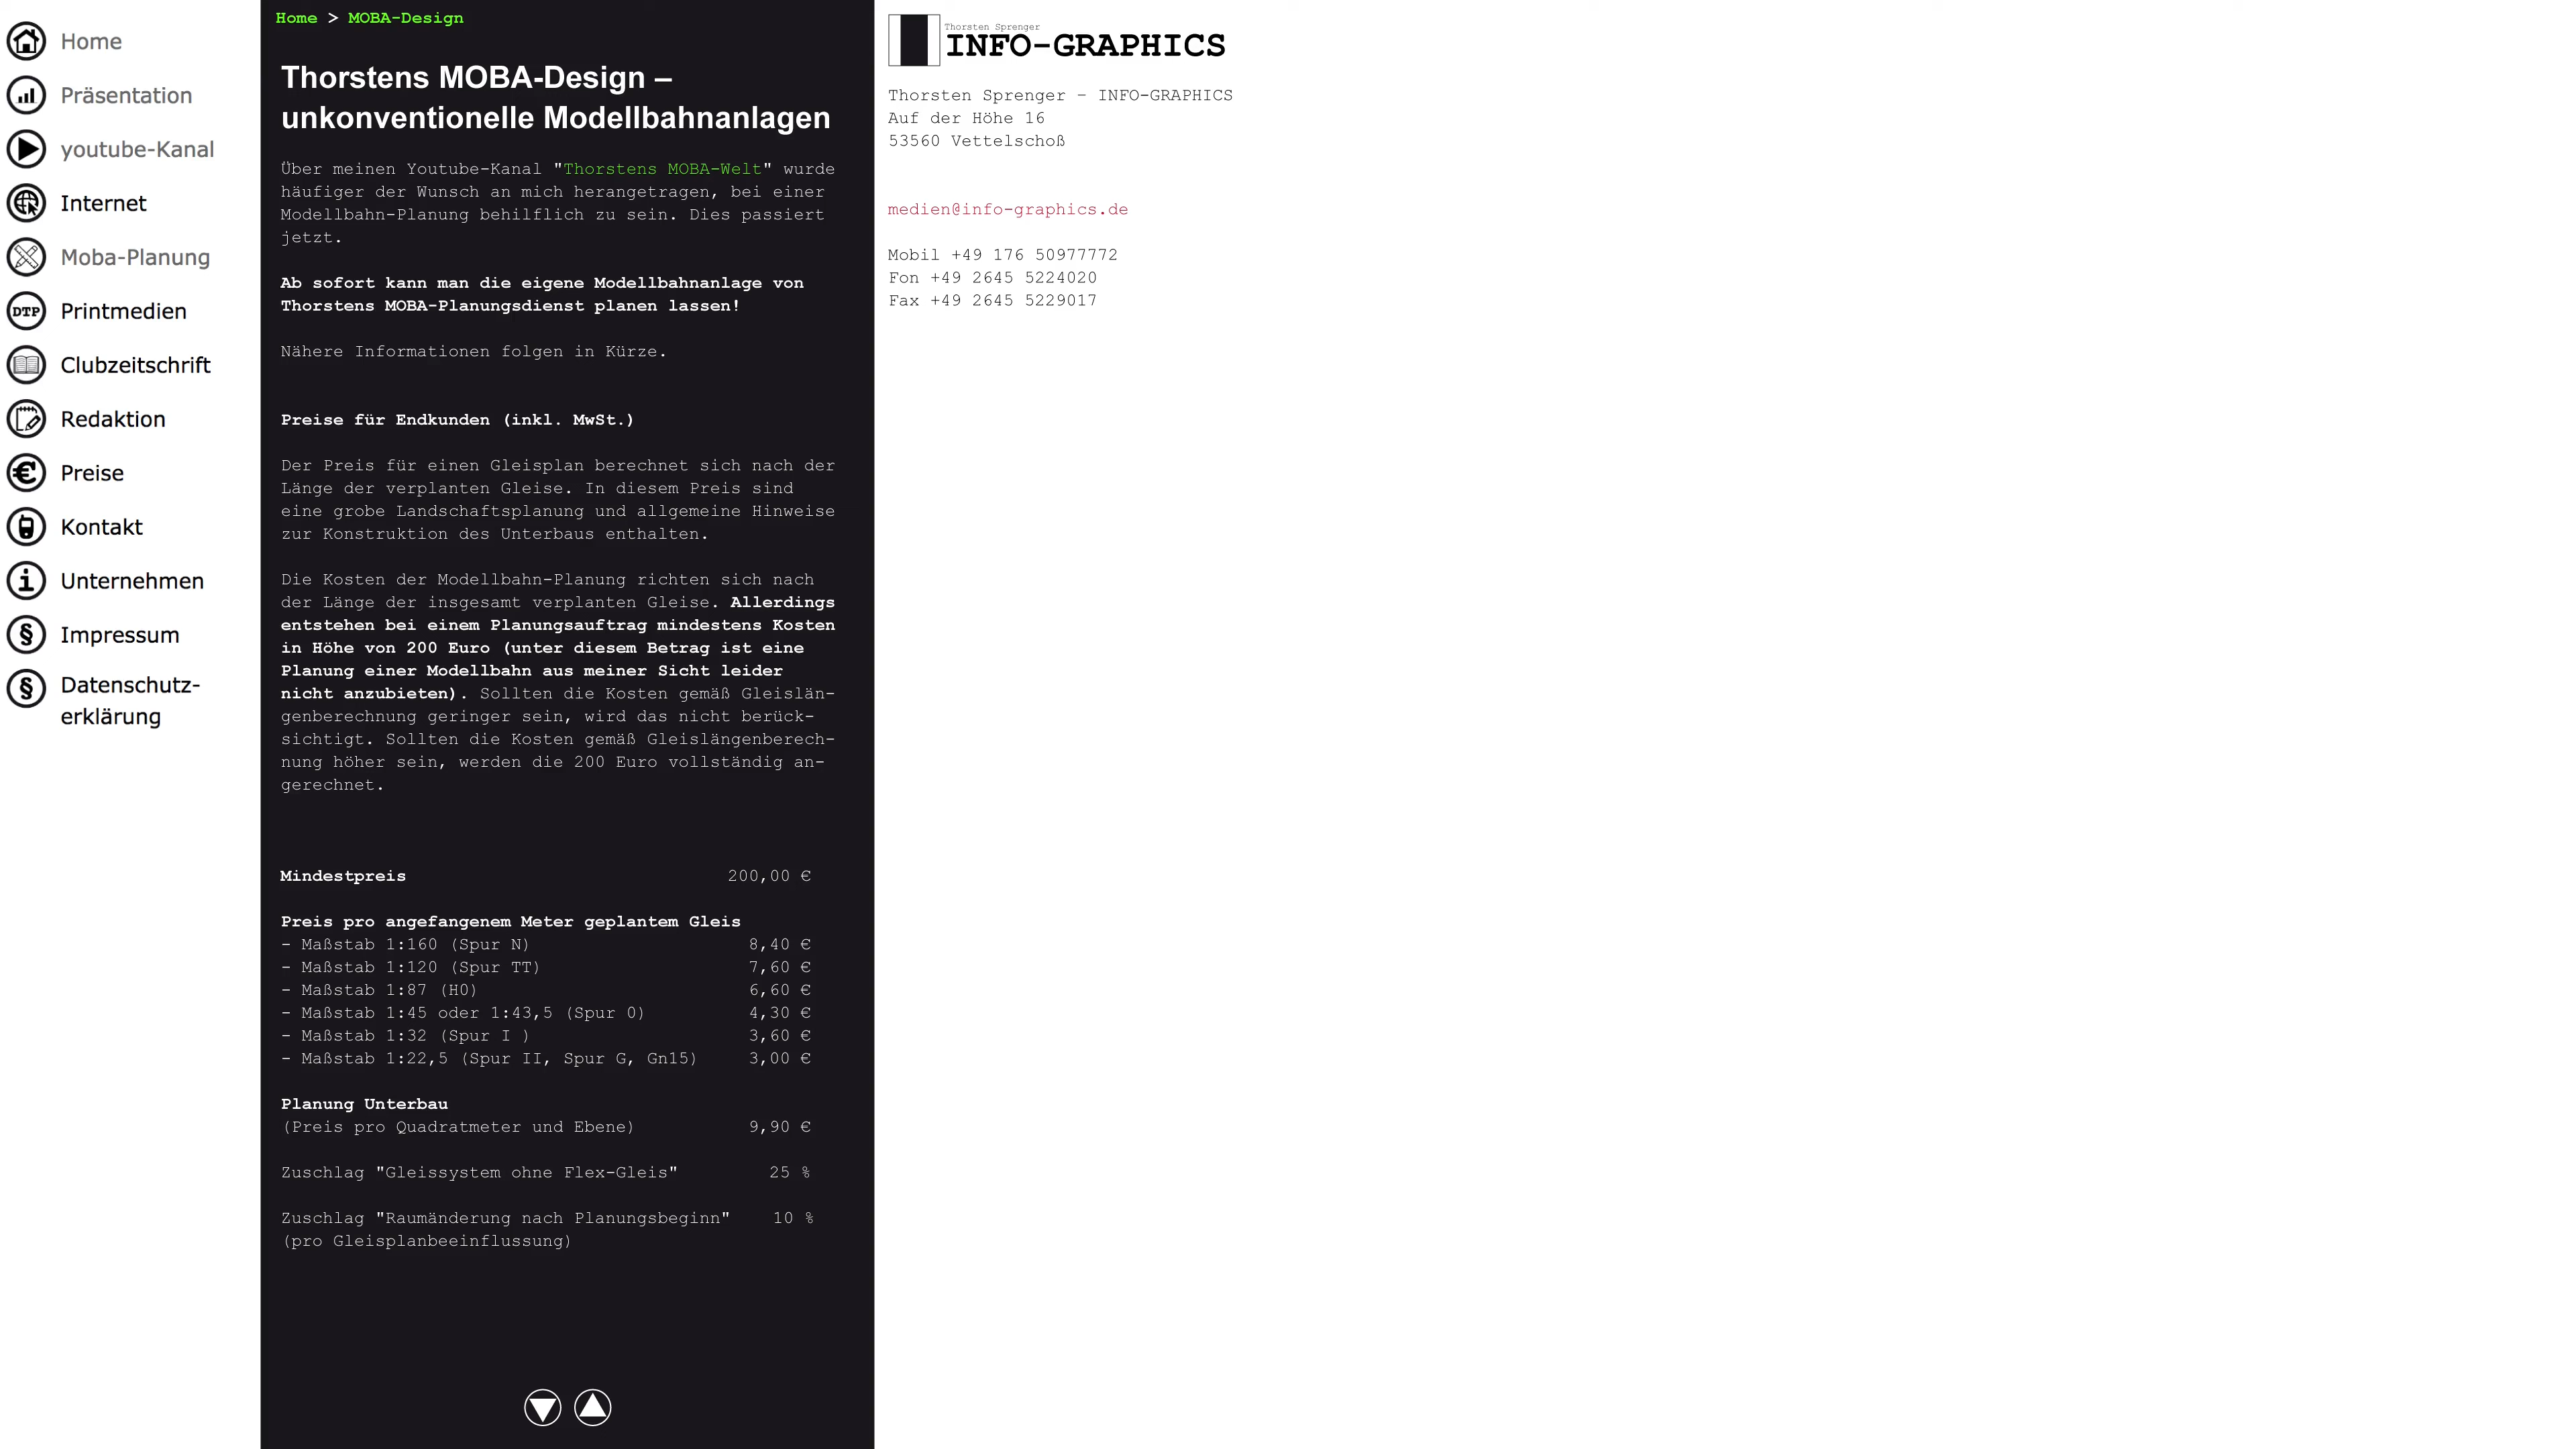 Home
Präsentation
youtube-Kanal
Internet
Moba-Planung
DTP
Printmedien
Clubzeitschrift
Redaktion
€
Preise
Kontakt
i
Unternehmen
§
Impressum
§
Datenschutz-
erklärung
Home > MOBA-Design
Thorstens MOBA-Design –
unkonventionelle Modellbahnanlagen
Über meinen Youtube-Kanal "Thorstens MOBA-Welt" wurde
häufiger der Wunsch an mich herangetragen, bei einer
Modellbahn-Planung behilflich zu sein. Dies passiert
jetzt.
Ab sofort kann man die eigene Modellbahnanlage von
Thorstens MOBA-Planungsdienst planen lassen!
Nähere Informationen folgen in Kürze.
Preise für Endkunden (inkl. MwSt.)
Der Preis für einen Gleisplan berechnet sich nach der
Länge der verplanten Gleise. In diesem Preis sind
eine grobe Landschaftsplanung und allgemeine Hinweise
zur Konstruktion des Unterbaus enthalten.
Die Kosten der Modellbahn-Planung richten sich nach
der Länge der insgesamt verplanten Gleise. Allerdings
entstehen bei einem Planungsauftrag mindestens Kosten
in Höhe von 200 Euro (unter diesem Betrag ist eine
Planung einer Modellbahn aus meiner Sicht leider
nicht anzubieten). Sollten die Kosten gemäß Gleislän-
genberechnung geringer sein, wird das nicht berück-
sichtigt. Sollten die Kosten gemäß Gleislängenberech-
nung höher sein, werden die 200 Euro vollständig an-
gerechnet.
Mindestpreis 200,00 €
Preis pro angefangenem Meter geplantem Gleis
- Maßstab 1:160 (Spur N) 8,40 €
- Maßstab 1:120 (Spur TT) 7,60 €
- Maßstab 1:87 (H0) 6,60 €
- Maßstab 1:45 oder 1:43,5 (Spur 0) 4,30 €
- Maßstab 1:32 (Spur I ) 3,60 €
- Maßstab 1:22,5 (Spur II, Spur G, Gn15) 3,00 €
Planung Unterbau
(Preis pro Quadratmeter und Ebene) 9,90 €
Zuschlag "Gleissystem ohne Flex-Gleis" 25 %
Zuschlag "Raumänderung nach Planungsbeginn" 10 %
(pro Gleisplanbeeinflussung)
Thorsten Sprenger
INFO-GRAPHICS
Thorsten Sprenger – INFO-GRAPHICS
Auf der Höhe 16
53560 Vettelschoß
medien@info-graphics.de
Mobil +49 176 50977772
Fon +49 2645 5224020
Fax +49 2645 5229017